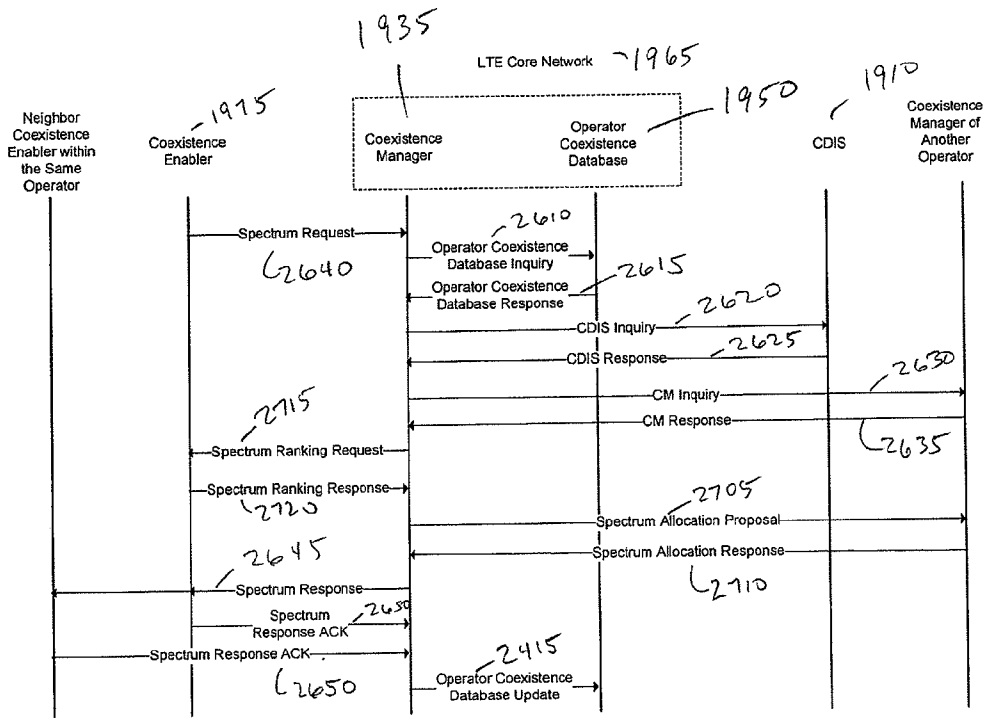 1935
LTE Core Network
1965
1975
1950
1910
Neighbor
Coexistence
Enabler within
the Same
Operator
Coexistence
Enabler
Coexistence
Manager
Operator
Coexistence
Database
CDIS
Coexistence
Manager of
Another
Operator
Spectrum Request
2640
2610
Operator Coexistence
Database Inquiry
2615
Operator Coexistence
Database Response
2620
CDIS Inquiry
2625
CDIS Response
2630
CM Inquiry
CM Response
2635
2715
Spectrum Ranking Request
Spectrum Ranking Response
2720
2705
Spectrum Allocation Proposal
Spectrum Allocation Response
2710
2645
Spectrum Response
Spectrum
Response ACK
2650
Spectrum Response ACK
2650
2415
Operator Coexistence
Database Update